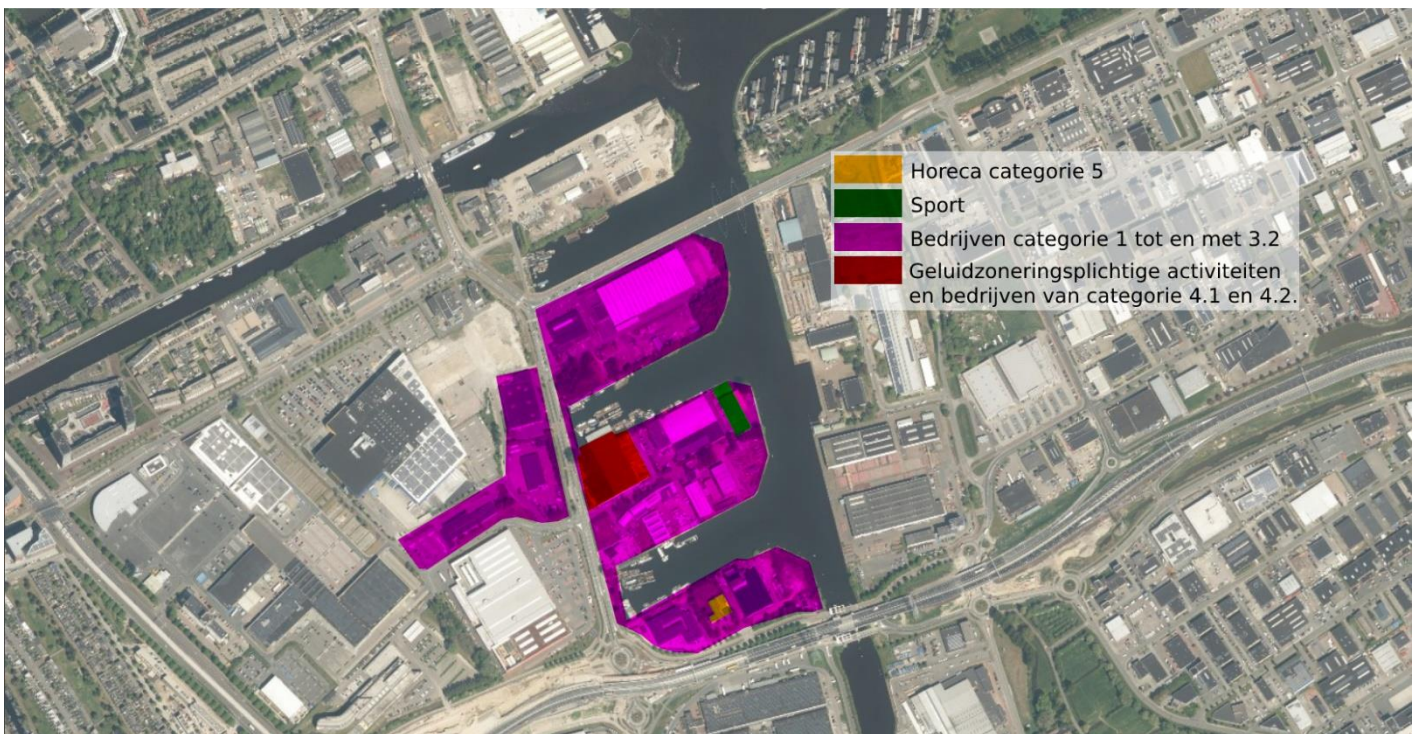 Horeca categorie 5
Sport
Bedrijven categorie 1 tot en met 3.2
Geluidzoneringsplichtige activiteiten
en bedrijven van categorie 4.1 en 4.2.